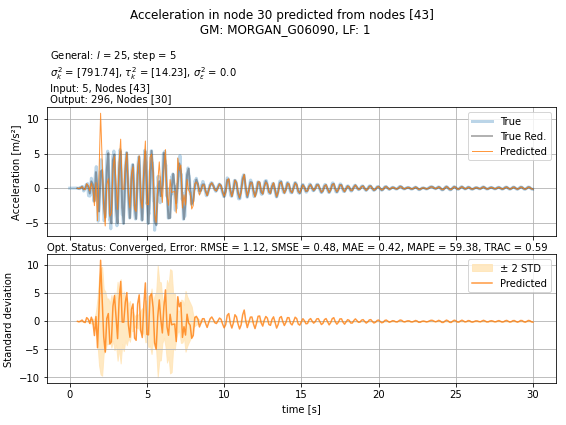 Acceleration in node 30 predicted from nodes [43]
GM: MORGAN_G06090, LF: 1
General: l = 25, step = 5
σ²ₖ = [791.74], τ²ₖ = [14.23], σ²ε = 0.0
Input: 5, Nodes [43]
Output: 296, Nodes [30]
Acceleration [m/s²]
10
5
0
−5
True
True Red.
Predicted
Opt. Status: Converged, Error: RMSE = 1.12, SMSE = 0.48, MAE = 0.42, MAPE = 59.38, TRAC = 0.59
Standard deviation
10
5
0
−5
−10
± 2 STD
Predicted
0 5 10 15 20 25 30
time [s]